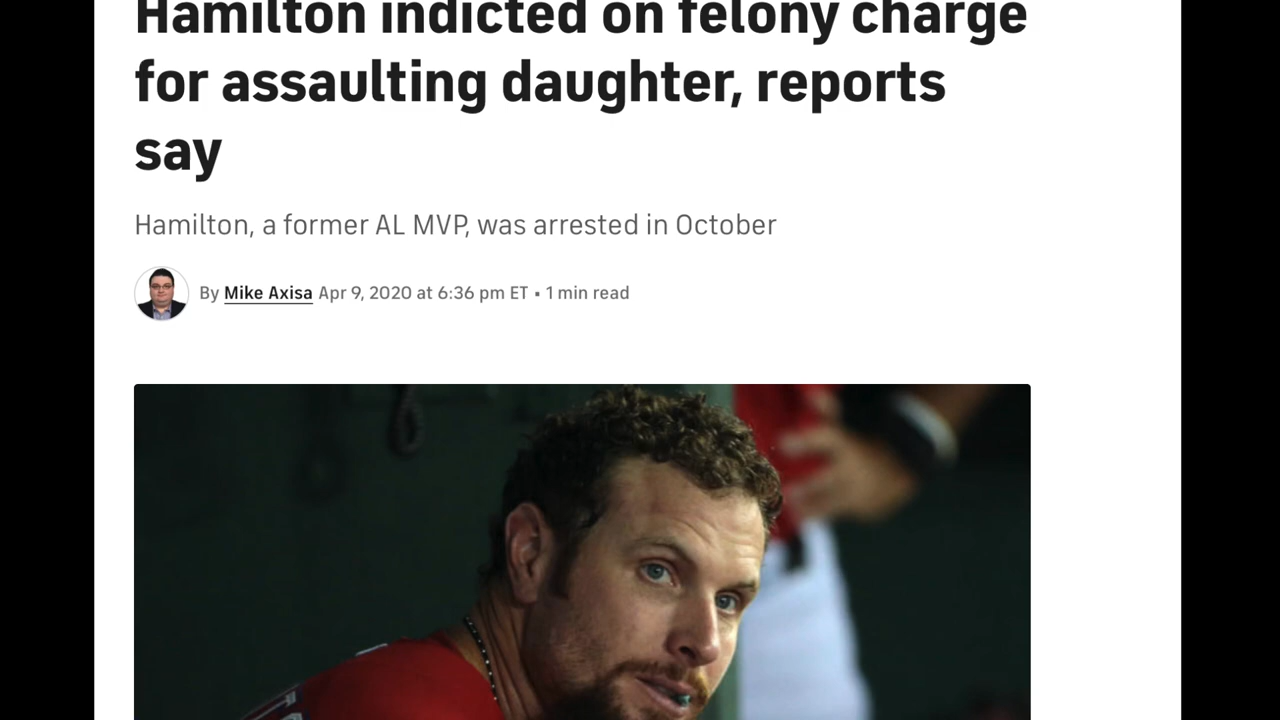 Hamilton indicted on felony charge
for assaulting daughter, reports
say
Hamilton, a former AL MVP, was arrested in October
By Mike Axisa Apr 9, 2020 at 6:36 pm ET • 1 min read